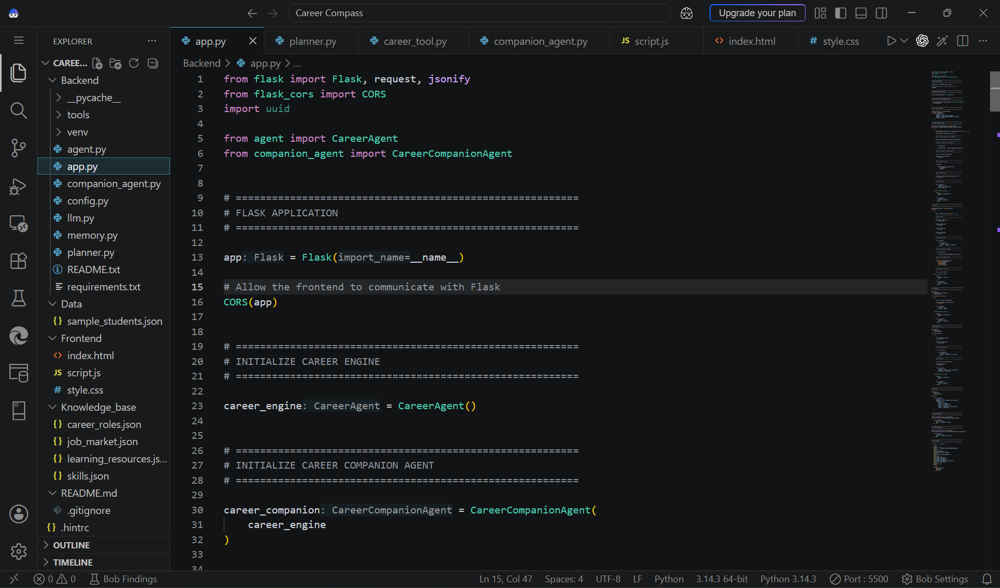 Career Compass
Upgrade your plan
EXPLORER
app.py
planner.py
career_tool.py
companion_agent.py
JS script.js
<> index.html
# style.css
CAREE...
Backend
__pycache__
tools
venv
agent.py
app.py
companion_agent.py
config.py
llm.py
memory.py
planner.py
README.txt
requirements.txt
Data
{} sample_students.json
Frontend
<> index.html
JS script.js
# style.css
Knowledge_base
{} career_roles.json
{} job_market.json
{} learning_resources.js...
{} skills.json
README.md
.gitignore
{} .hintrc
OUTLINE
TIMELINE
Backend > app.py > ...
1 from flask import Flask, request, jsonify
2 from flask_cors import CORS
3 import uuid
4
5 from agent import CareerAgent
6 from companion_agent import CareerCompanionAgent
7
8
9 # =========================================================
10 # FLASK APPLICATION
11 # =========================================================
12
13 app: Flask = Flask(import_name=__name__)
14
15 # Allow the frontend to communicate with Flask
16 CORS(app)
17
18
19 # =========================================================
20 # INITIALIZE CAREER ENGINE
21 # =========================================================
22
23 career_engine: CareerAgent = CareerAgent()
24
25
26 # =========================================================
27 # INITIALIZE CAREER COMPANION AGENT
28 # =========================================================
29
30 career_companion: CareerCompanionAgent = CareerCompanionAgent(
31 career_engine
32 )
33
34
0 0 Bob Findings
Ln 15, Col 47 Spaces: 4 UTF-8 LF Python 3.14.3 64-bit Python 3.14.3 Port : 5500 Bob Settings